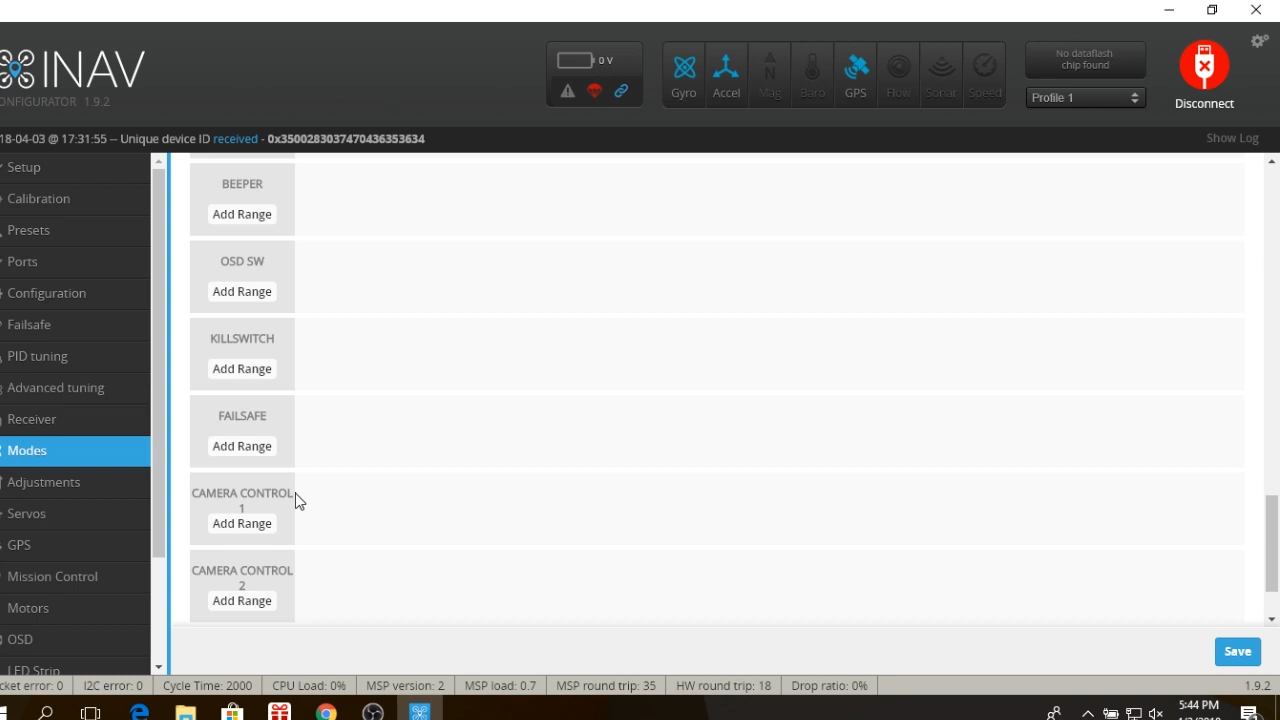 INAV
0 V
Gyro
Accel
Mag
Baro
GPS
Flow
Sonar
Speed
No dataflash
chip found
Profile 1
Disconnect
ONFIGURATOR 1.9.2
18-04-03 @ 17:31:55 -- Unique device ID received - 0x3500283037470436353634
Show Log
Setup
Calibration
Presets
Ports
Configuration
Failsafe
PID tuning
Advanced tuning
Receiver
Modes
Adjustments
Servos
GPS
Mission Control
Motors
OSD
LED Strip
BEEPER
Add Range
OSD SW
Add Range
KILLSWITCH
Add Range
FAILSAFE
Add Range
CAMERA CONTROL
1
Add Range
CAMERA CONTROL
2
Add Range
Save
cket error: 0
I2C error: 0
Cycle Time: 2000
CPU Load: 0%
MSP version: 2
MSP load: 0.7
MSP round trip: 35
HW round trip: 18
Drop ratio: 0%
1.9.2
5:44 PM